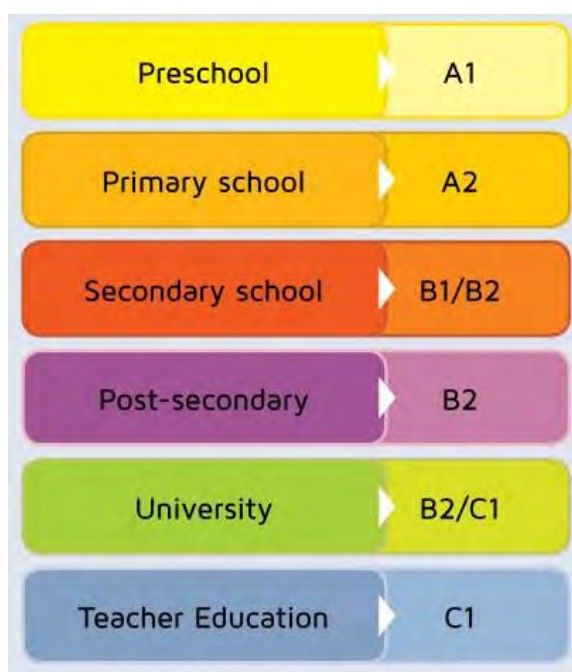 Preschool A1
Primary school A2
Secondary school B1/B2
Post-secondary B2
University B2/C1
Teacher Education C1